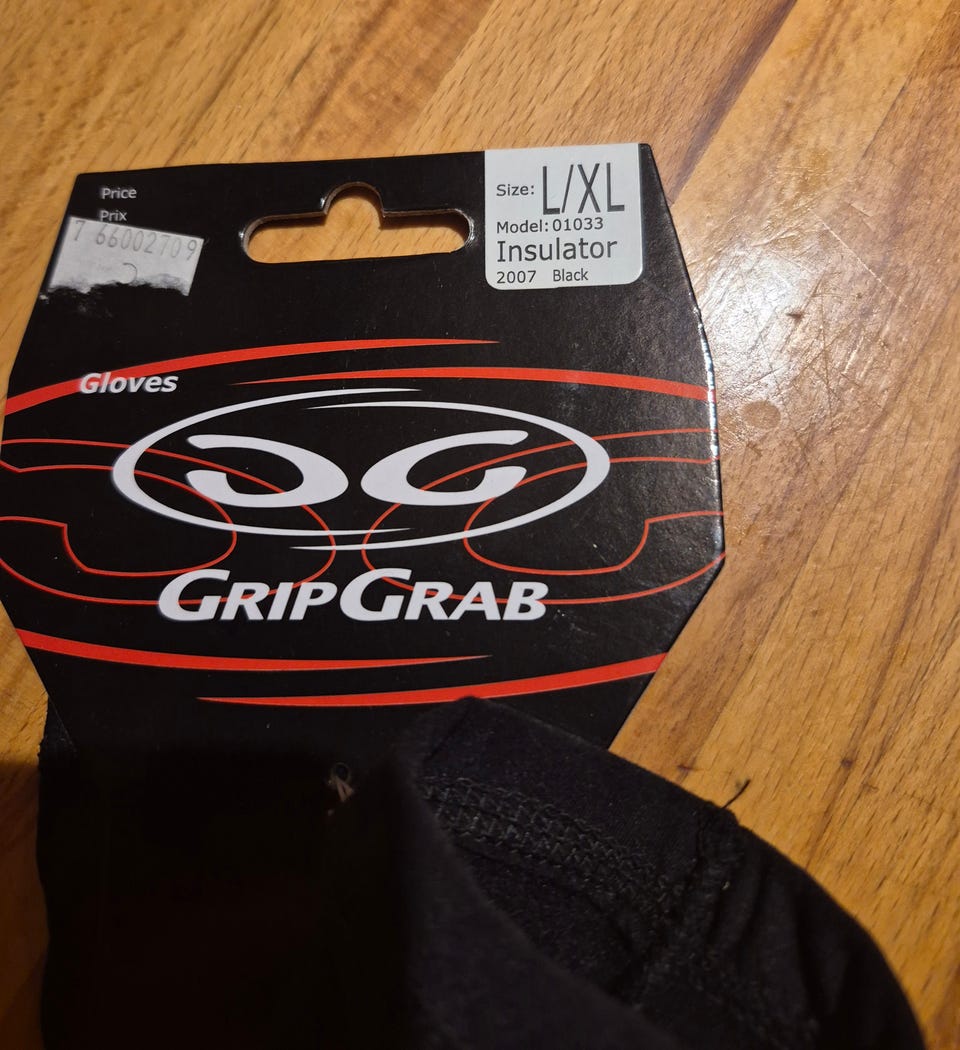 Price
Prix
7 66002709
Size: L/XL
Model: 01033
Insulator
2007 Black
Gloves
GRIPGRAB